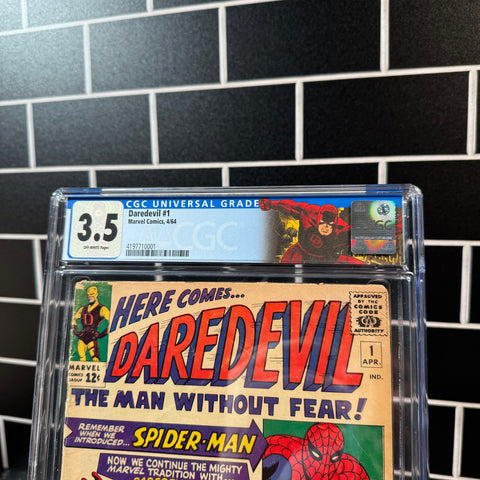 CGC UNIVERSAL GRADE
3.5
OFF-WHITE Pages
Daredevil #1
Marvel Comics, 4/64
4197710001
CGC
HERE COMES...
DAREDEVIL
THE MAN WITHOUT FEAR!
APPROVED
BY THE
COMICS
CODE
AUTHORITY
MARVEL
COMICS
GROUP
12¢
1
APR.
IND.
REMEMBER
WHEN WE
INTRODUCED...
SPIDER-MAN
NOW WE CONTINUE THE MIGHTY
MARVEL TRADITION WITH...